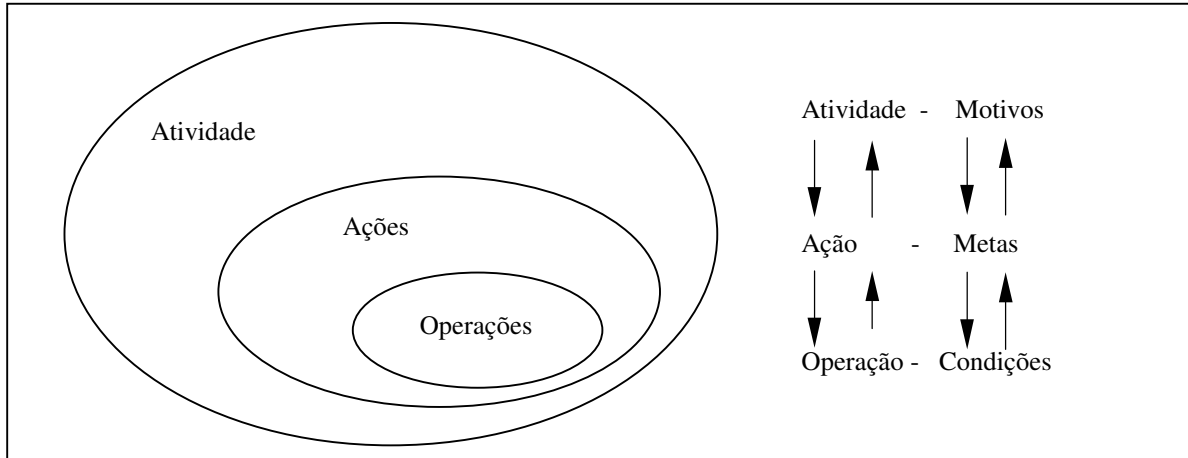 Atividade
Ações
Operações
Atividade - Motivos
Ação - Metas
Operação - Condições